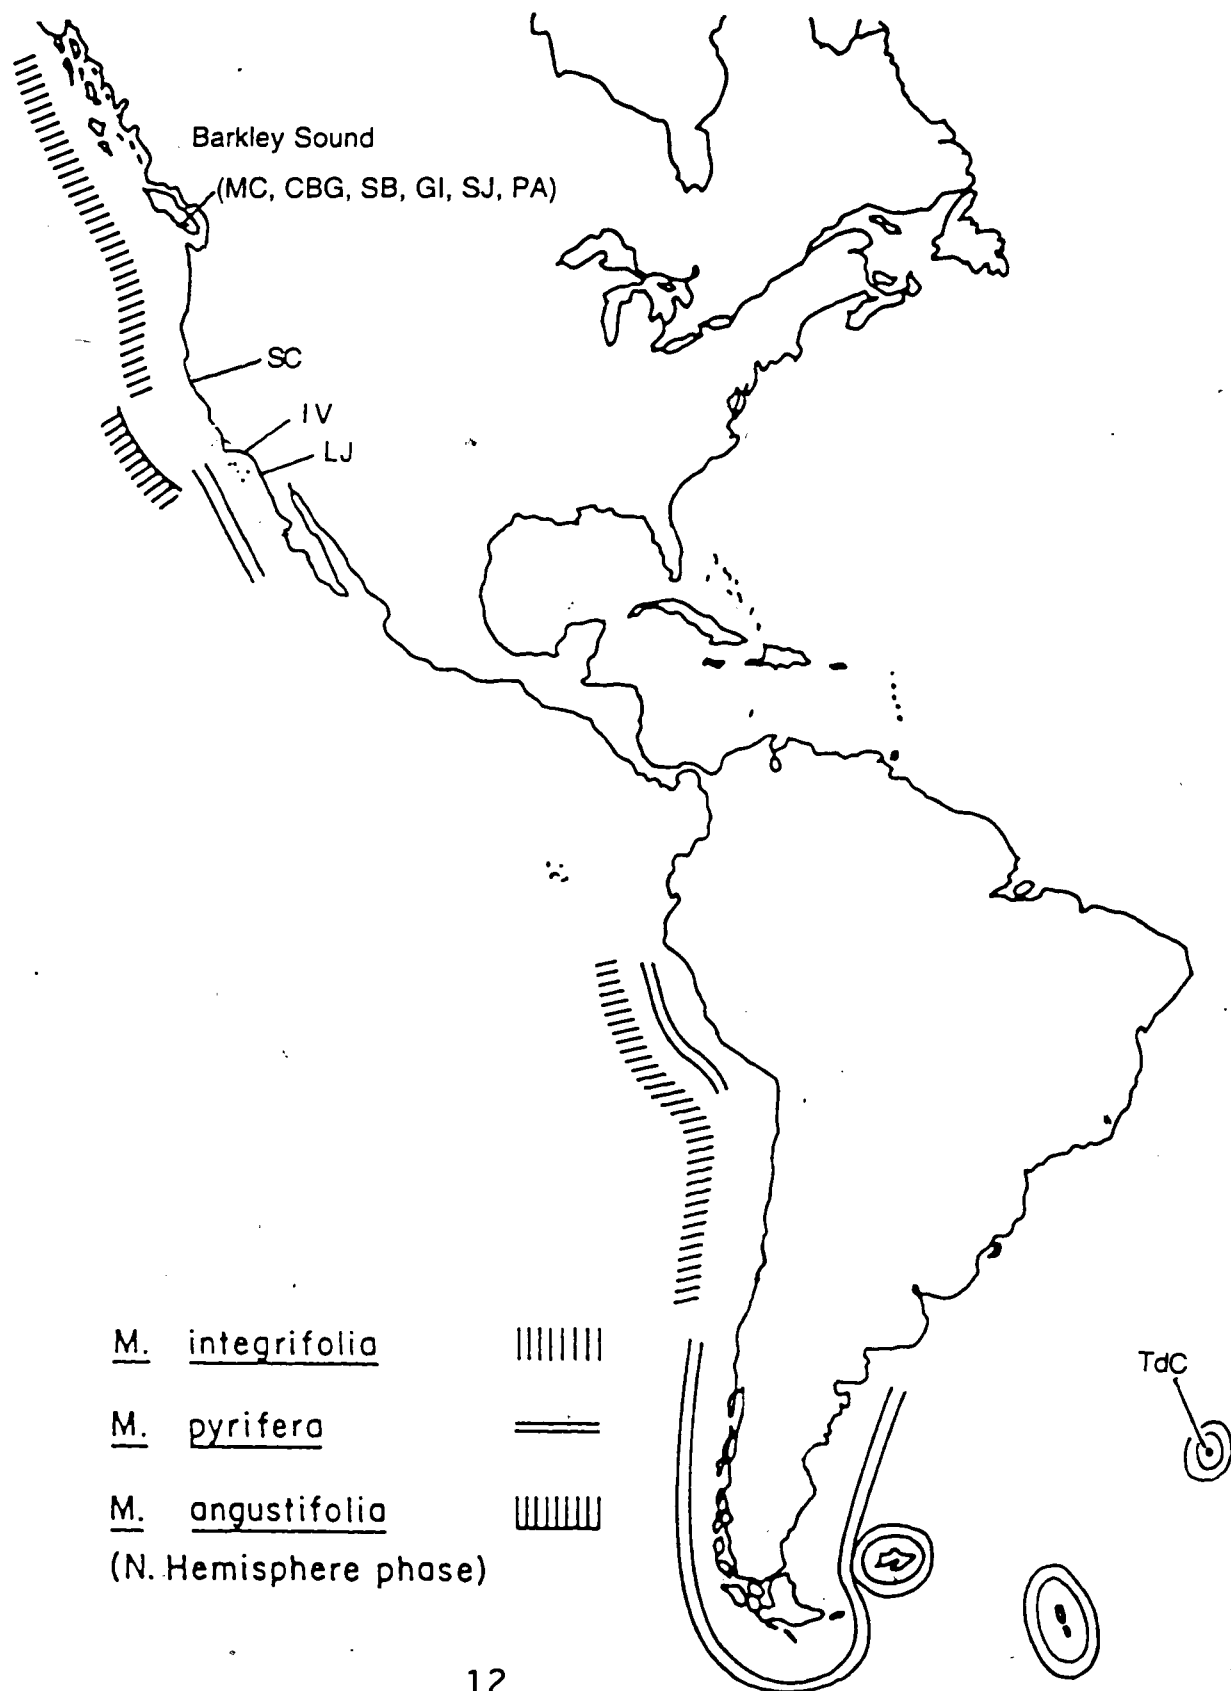 Barkley Sound
(MC, CBG, SB, GI, SJ, PA)
SC
IV
LJ
M. integrifolia
M. pyrifera
M. angustifolia
(N. Hemisphere phase)
TdC
12